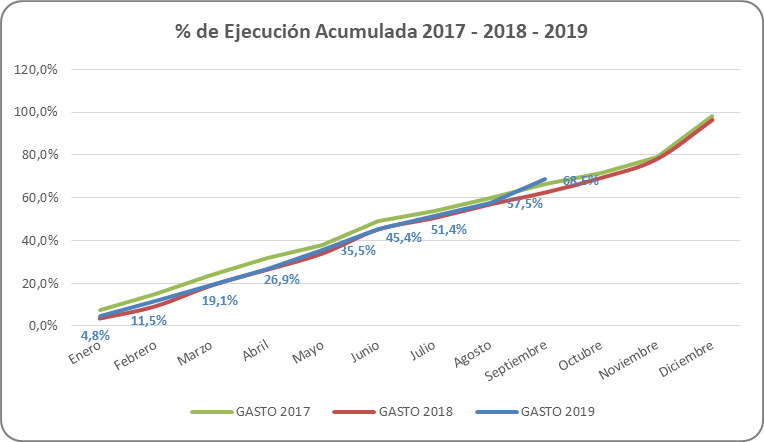 % de Ejecución Acumulada 2017 - 2018 - 2019
120,0%
100,0%
80,0%
60,0%
40,0%
20,0%
0,0%
4,8%
11,5%
19,1%
26,9%
35,5%
45,4%
51,4%
57,5%
68,5%
Enero
Febrero
Marzo
Abril
Mayo
Junio
Julio
Agosto
Septiembre
Octubre
Noviembre
Diciembre
GASTO 2017
GASTO 2018
GASTO 2019